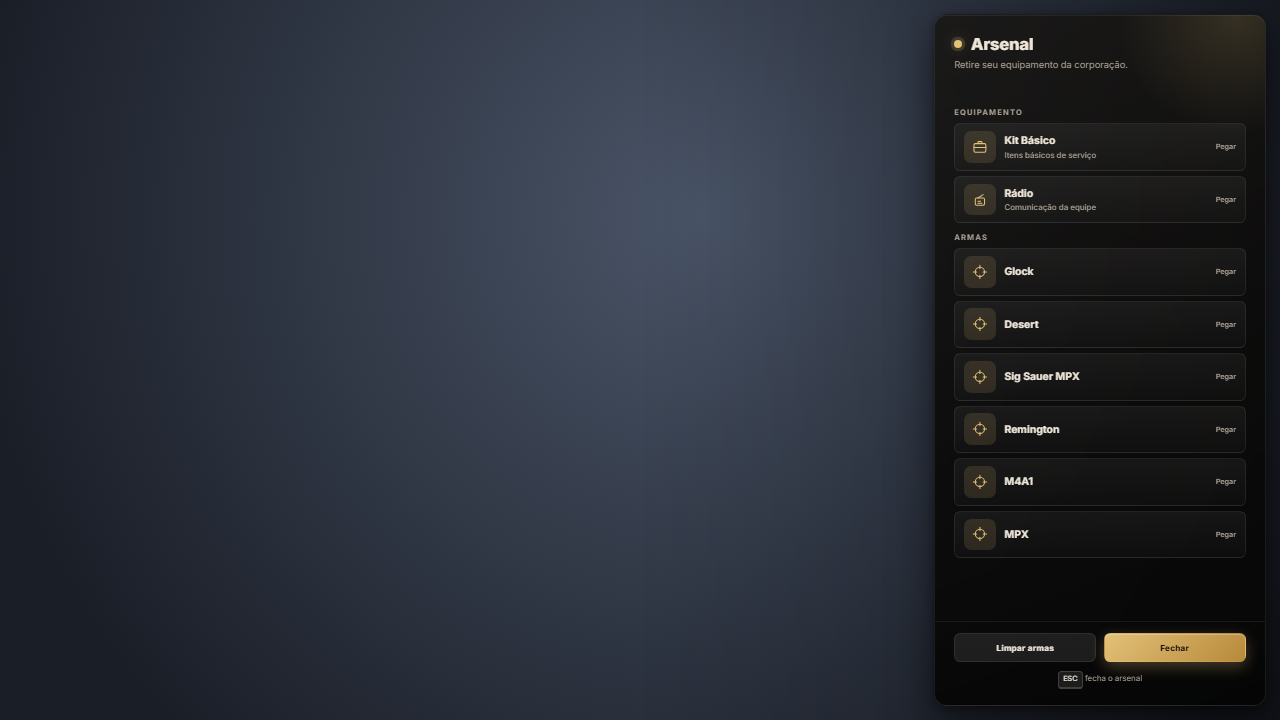 Arsenal
Retire seu equipamento da corporação.
EQUIPAMENTO
Kit Básico
Itens básicos de serviço
Pegar
Rádio
Comunicação da equipe
Pegar
ARMAS
Glock
Pegar
Desert
Pegar
Sig Sauer MPX
Pegar
Remington
Pegar
M4A1
Pegar
MPX
Pegar
Limpar armas
Fechar
ESC fecha o arsenal